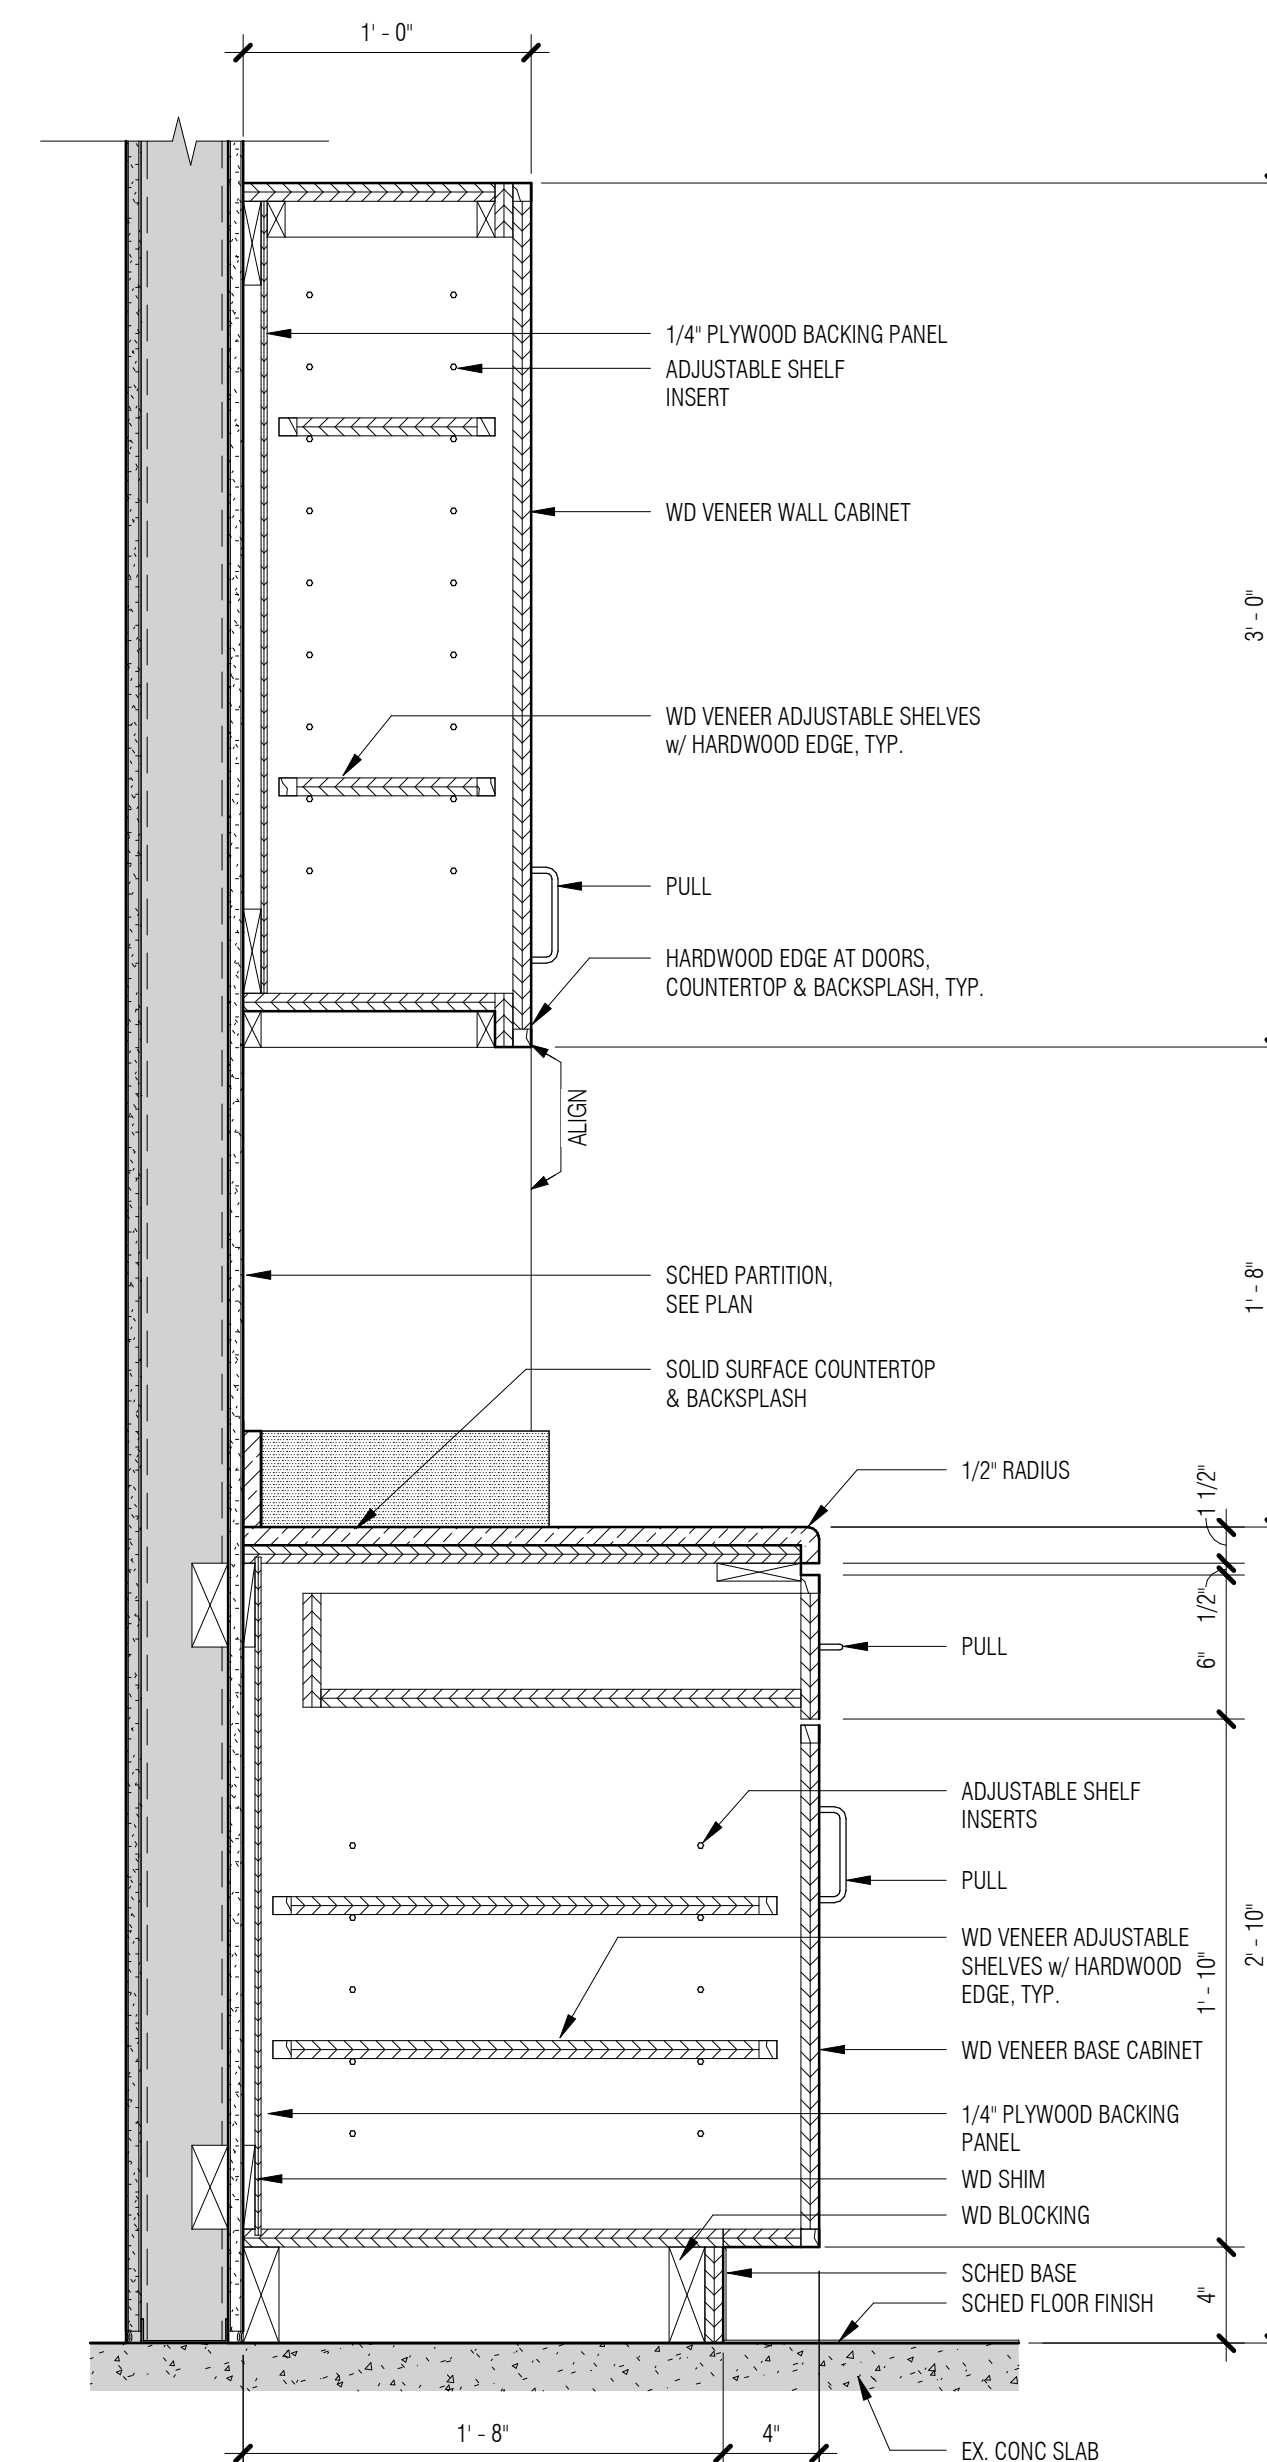 1' - 0"
1/4" PLYWOOD BACKING PANEL
ADJUSTABLE SHELF
INSERT
WD VENEER WALL CABINET
3' - 0"
WD VENEER ADJUSTABLE SHELVES
w/ HARDWOOD EDGE, TYP.
PULL
HARDWOOD EDGE AT DOORS,
COUNTERTOP & BACKSPLASH, TYP.
ALIGN
SCHED PARTITION,
SEE PLAN
1' - 8"
SOLID SURFACE COUNTERTOP
& BACKSPLASH
1/2" RADIUS
1 1/2"
1/2"
PULL
6"
ADJUSTABLE SHELF
INSERTS
PULL
WD VENEER ADJUSTABLE
SHELVES w/ HARDWOOD
EDGE, TYP.
1' - 10"
2' - 10"
WD VENEER BASE CABINET
1/4" PLYWOOD BACKING
PANEL
WD SHIM
WD BLOCKING
SCHED BASE
SCHED FLOOR FINISH
4"
1' - 8"
4"
EX. CONC SLAB